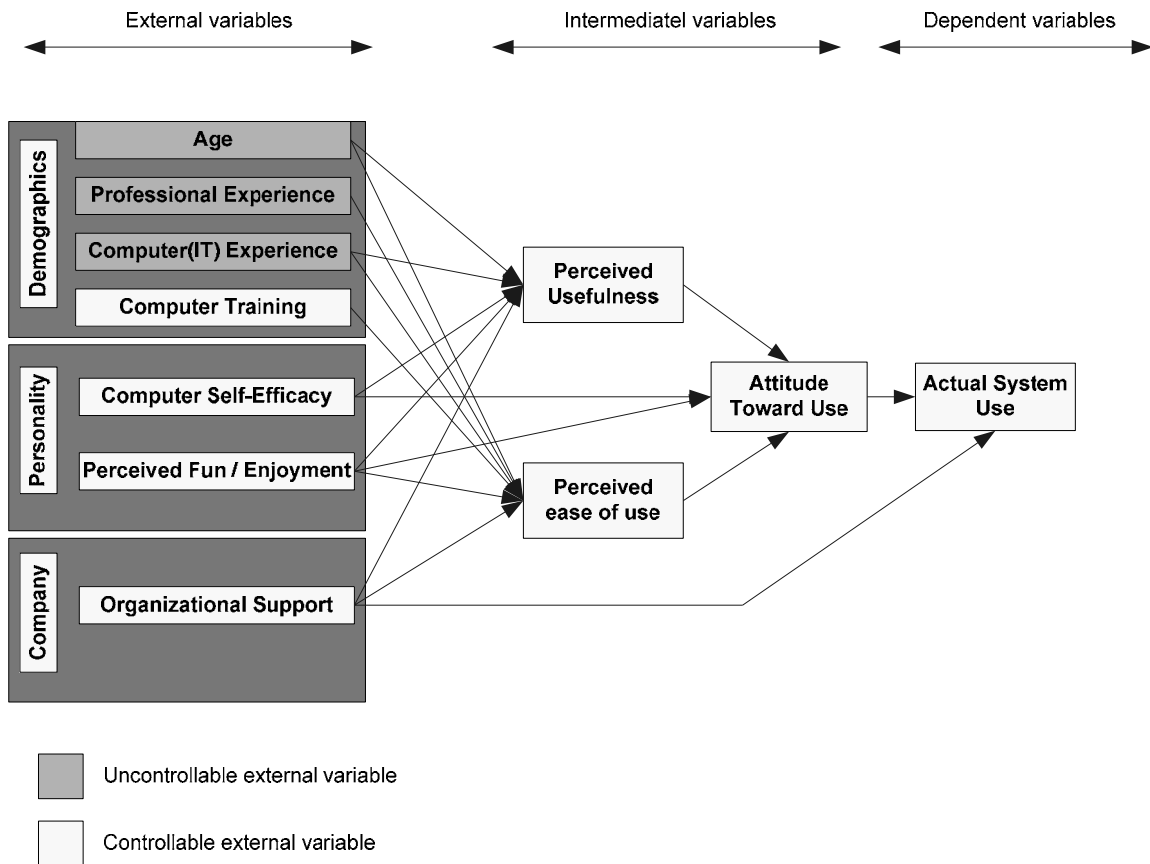 External variables
Intermediatel variables
Dependent variables
Demographics
Age
Professional Experience
Computer(IT) Experience
Computer Training
Personality
Computer Self-Efficacy
Perceived Fun / Enjoyment
Company
Organizational Support
Perceived
Usefulness
Perceived
ease of use
Attitude
Toward Use
Actual System
Use
Uncontrollable external variable
Controllable external variable